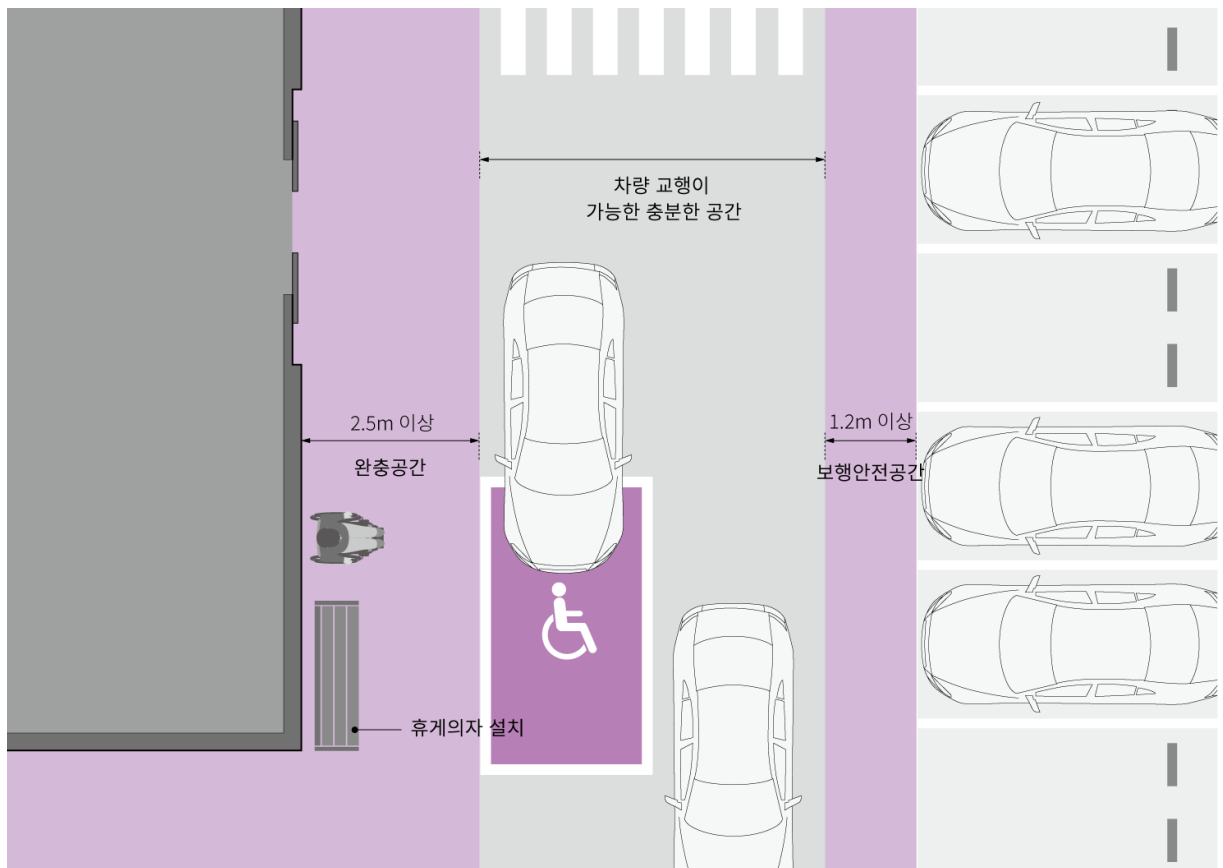 차량 교행이
가능한 충분한 공간
2.5m 이상
완충공간
1.2m 이상
보행안전공간
휴게의자 설치